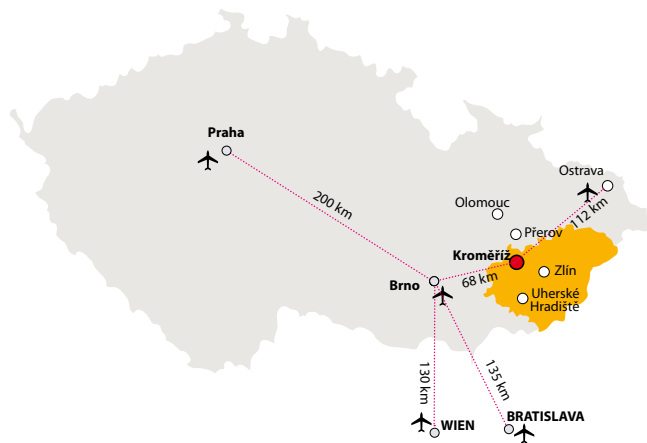 Praha
Ostrava
200 km
Olomouc
112 km
Přerov
Kroměříž
Zlín
68 km
Brno
Uherské
Hradiště
130 km
135 km
WIEN
BRATISLAVA